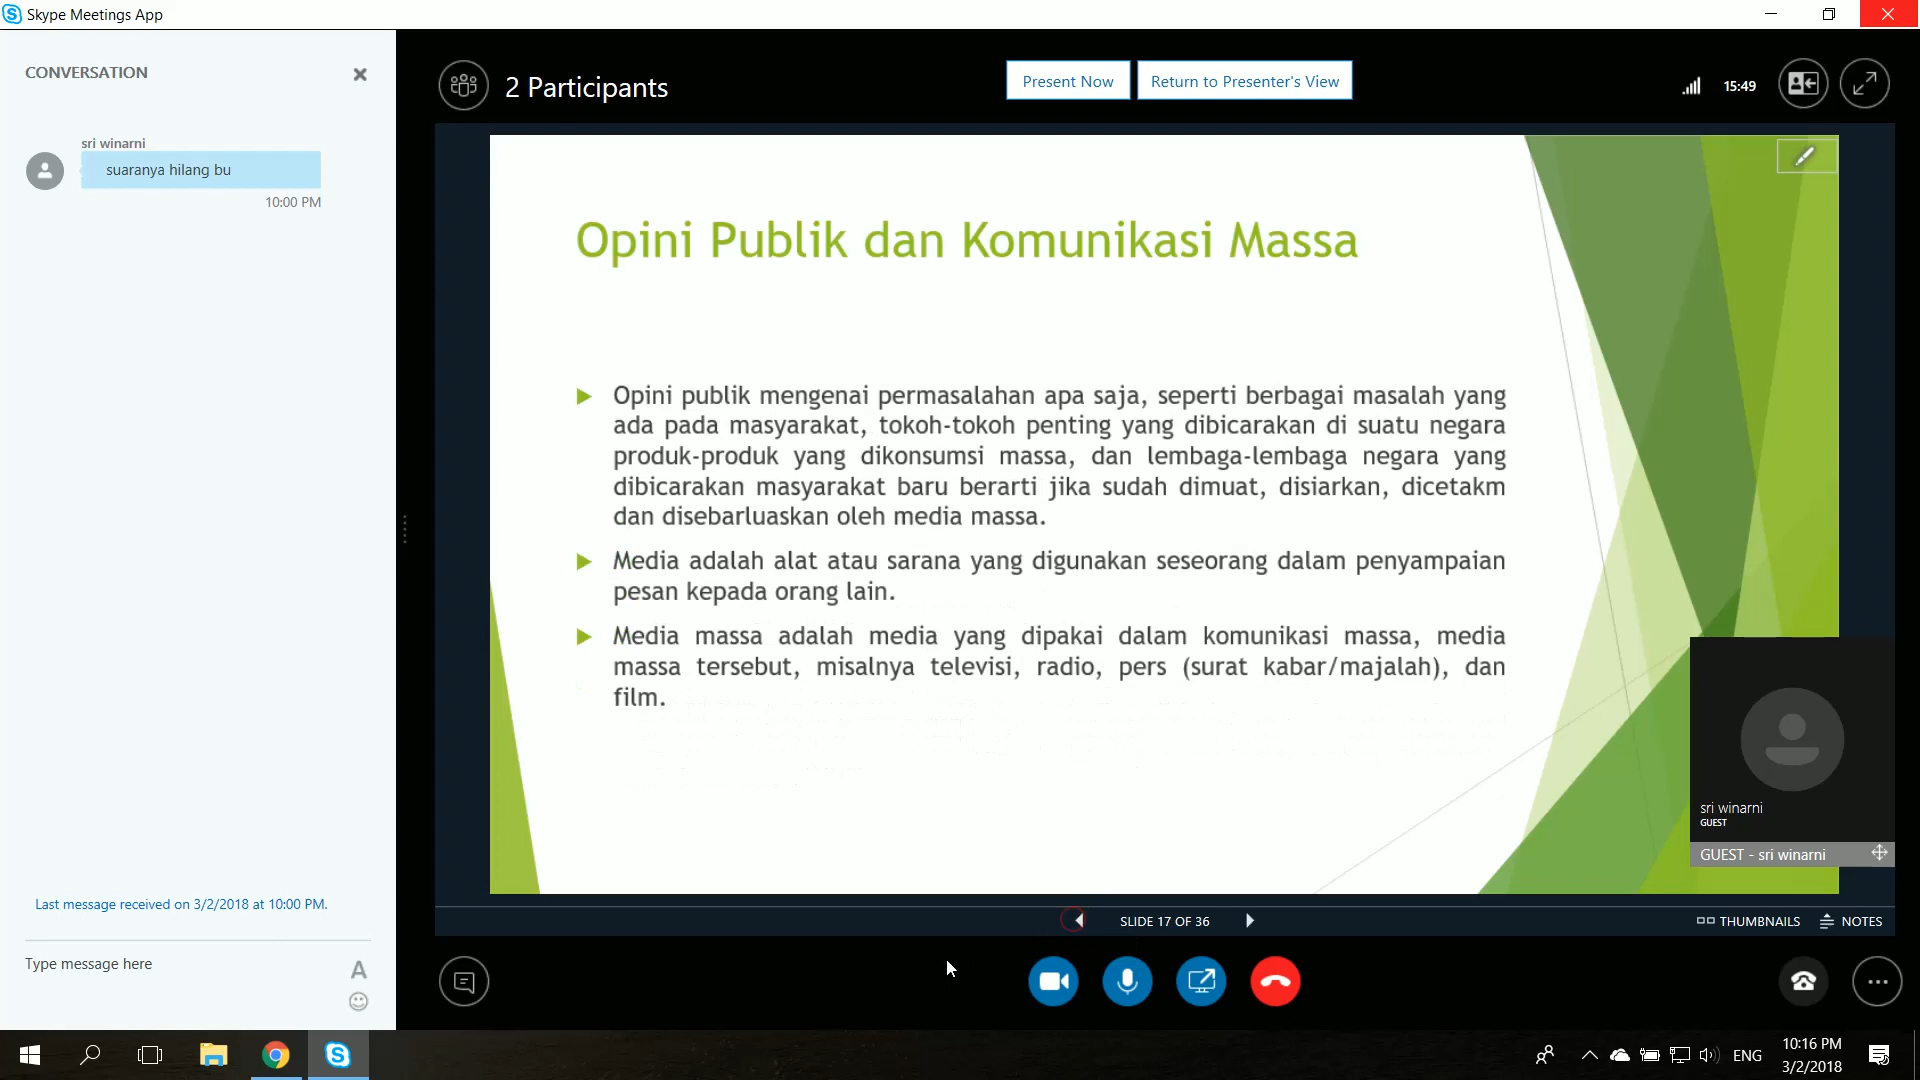 Skype Meetings App
CONVERSATION
sri winarni
suaranya hilang bu
10:00 PM
Last message received on 3/2/2018 at 10:00 PM.
Type message here
A
2 Participants
Present Now
Return to Presenter's View
15:49
Opini Publik dan Komunikasi Massa
Opini publik mengenai permasalahan apa saja, seperti berbagai masalah yang
ada pada masyarakat, tokoh-tokoh penting yang dibicarakan di suatu negara
produk-produk yang dikonsumsi massa, dan lembaga-lembaga negara yang
dibicarakan masyarakat baru berarti jika sudah dimuat, disiarkan, dicetakm
dan disebarluaskan oleh media massa.
Media adalah alat atau sarana yang digunakan seseorang dalam penyampaian
pesan kepada orang lain.
Media massa adalah media yang dipakai dalam komunikasi massa, media
massa tersebut, misalnya televisi, radio, pers (surat kabar/majalah), dan
film.
sri winarni
GUEST
GUEST - sri winarni
SLIDE 17 OF 36
THUMBNAILS
NOTES
ENG
10:16 PM
3/2/2018